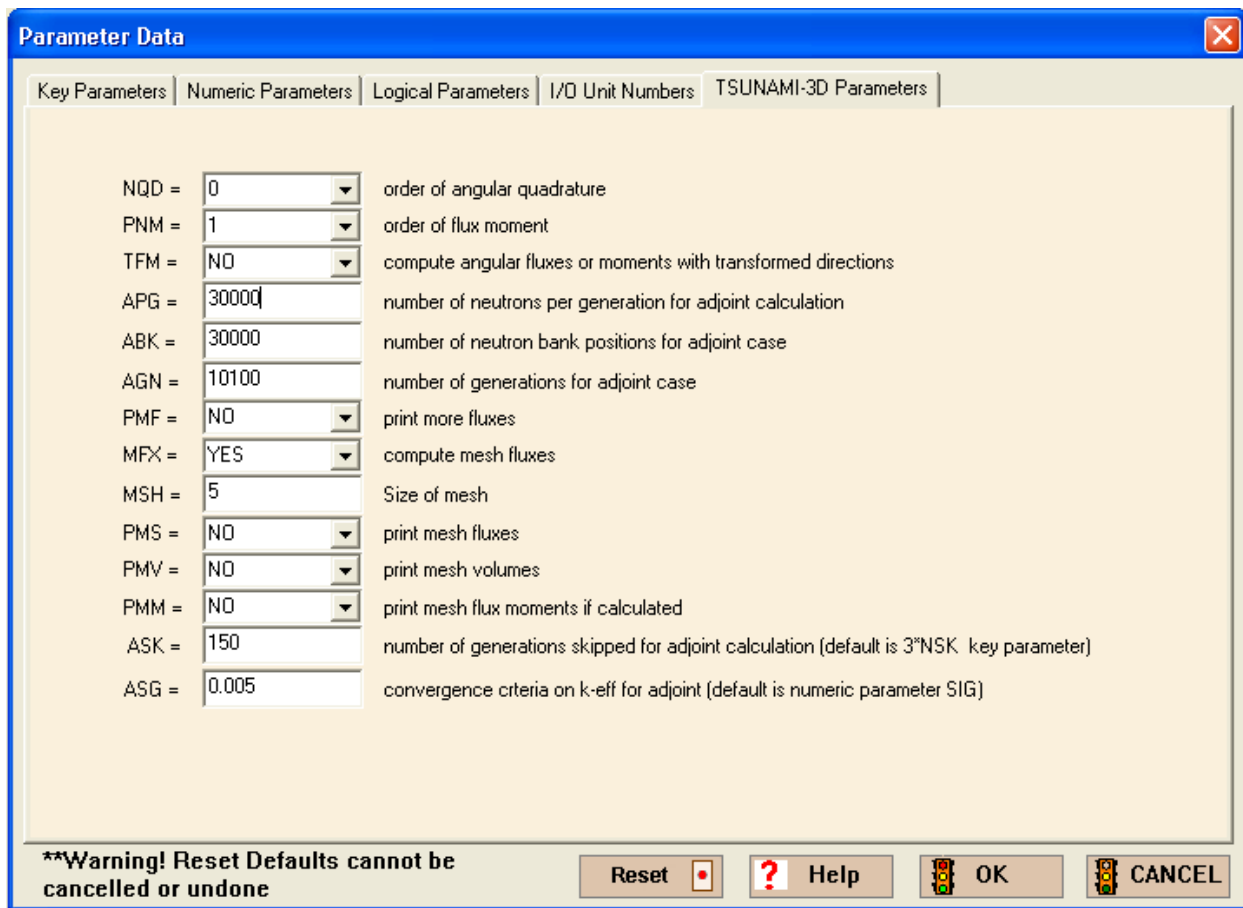 Parameter Data
Key Parameters Numeric Parameters Logical Parameters I/O Unit Numbers TSUNAMI-3D Parameters
NQD = 0 order of angular quadrature
PNM = 1 order of flux moment
TFM = NO compute angular fluxes or moments with transformed directions
APG = 30000 number of neutrons per generation for adjoint calculation
ABK = 30000 number of neutron bank positions for adjoint case
AGN = 10100 number of generations for adjoint case
PMF = NO print more fluxes
MFX = YES compute mesh fluxes
MSH = 5 Size of mesh
PMS = NO print mesh fluxes
PMV = NO print mesh volumes
PMM = NO print mesh flux moments if calculated
ASK = 150 number of generations skipped for adjoint calculation (default is 3*NSK key parameter)
ASG = 0.005 convergence crteria on k-eff for adjoint (default is numeric parameter SIG)
**Warning! Reset Defaults cannot be
cancelled or undone
Reset ? Help OK CANCEL